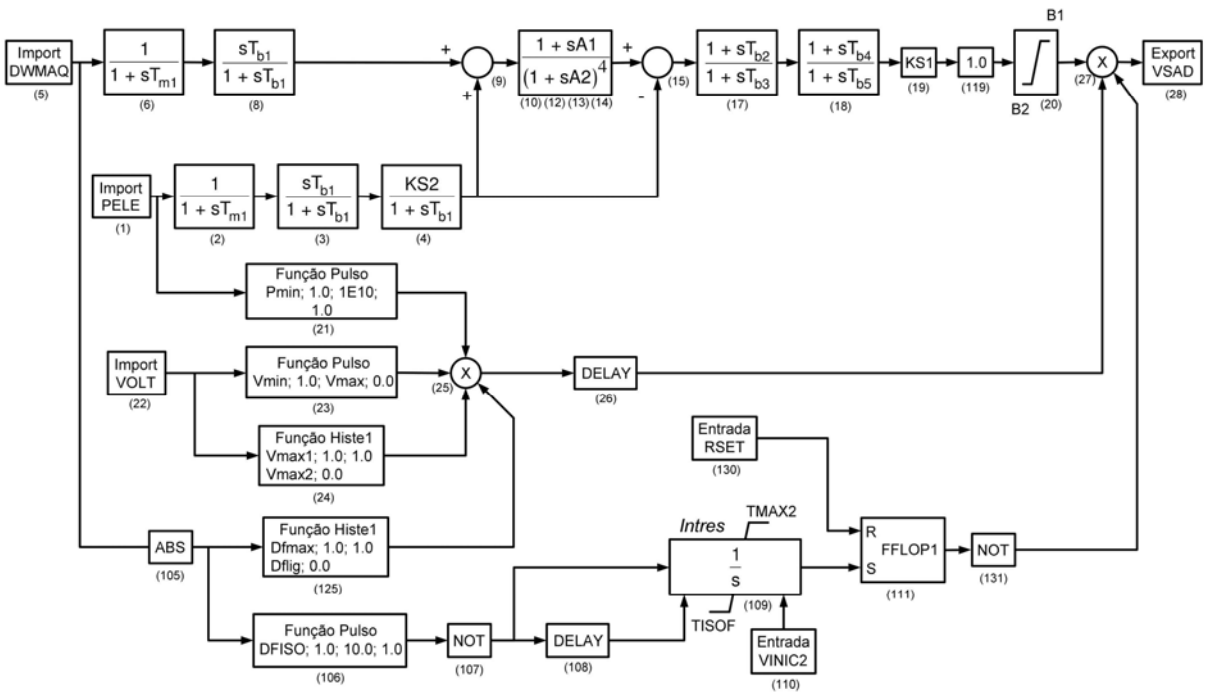 B1
Import
DWMAQ
(5)
1
1 + sTm1
(6)
sTb1
1 + sTb1
(8)
+
+
(9)
1 + sA1
(1 + sA2)^4
(10) (12) (13) (14)
+
-
(15)
1 + sTb2
1 + sTb3
(17)
1 + sTb4
1 + sTb5
(18)
KS1
(19)
1.0
(119)
B2
(20)
(27)
X
Export
VSAD
(28)
Import
PELE
(1)
1
1 + sTm1
(2)
sTb1
1 + sTb1
(3)
KS2
1 + sTb1
(4)
Função Pulso
Pmin; 1.0; 1E10;
1.0
(21)
Import
VOLT
(22)
Função Pulso
Vmin; 1.0; Vmax; 0.0
(23)
(25)
X
DELAY
(26)
Função Histe1
Vmax1; 1.0; 1.0
Vmax2; 0.0
(24)
Entrada
RSET
(130)
ABS
(105)
Função Histe1
Dfmax; 1.0; 1.0
Dflig; 0.0
(125)
Intres
TMAX2
1
s
(109)
TISOF
R
FFLOP1
S
(111)
NOT
(131)
Função Pulso
DFISO; 1.0; 10.0; 1.0
(106)
NOT
(107)
DELAY
(108)
Entrada
VINIC2
(110)